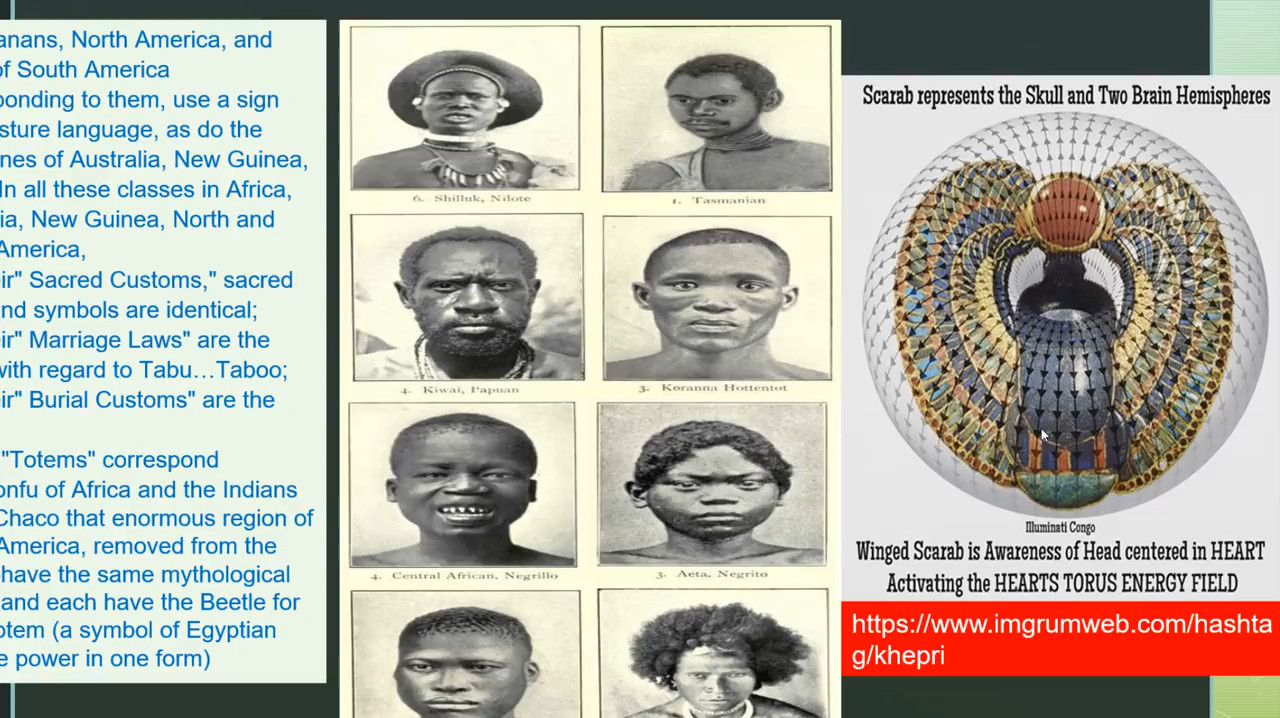 anans, North America, and
of South America
ponding to them, use a sign
sture language, as do the
nes of Australia, New Guinea,
In all these classes in Africa,
ia, New Guinea, North and
America,
ir" Sacred Customs," sacred
nd symbols are identical;
ir" Marriage Laws" are the
with regard to Tabu...Taboo;
ir" Burial Customs" are the
"Totems" correspond
onfu of Africa and the Indians
Chaco that enormous region of
America, removed from the
have the same mythological
and each have the Beetle for
otem (a symbol of Egyptian
e power in one form)
6. Shilluk, Nilote
1. Tasmanian
4. Kiwai, Papuan
3. Koranna Hottentot
4. Central African, Negrillo
3. Aeta, Negrito
Scarab represents the Skull and Two Brain Hemispheres
Illuminati Congo
Winged Scarab is Awareness of Head centered in HEART
Activating the HEARTS TORUS ENERGY FIELD
https://www.imgrumweb.com/hashta
g/khepri